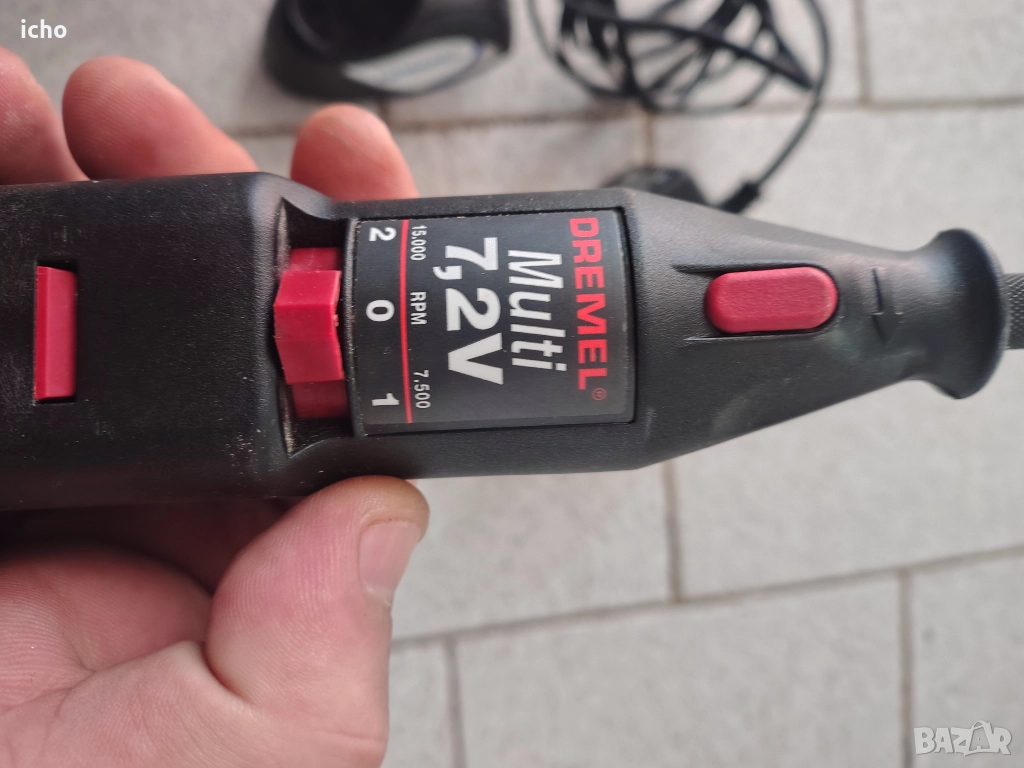 icho
DREMEL®
Multi
7,2V
15.000 RPM 7,500
2 0 1
BAZAR